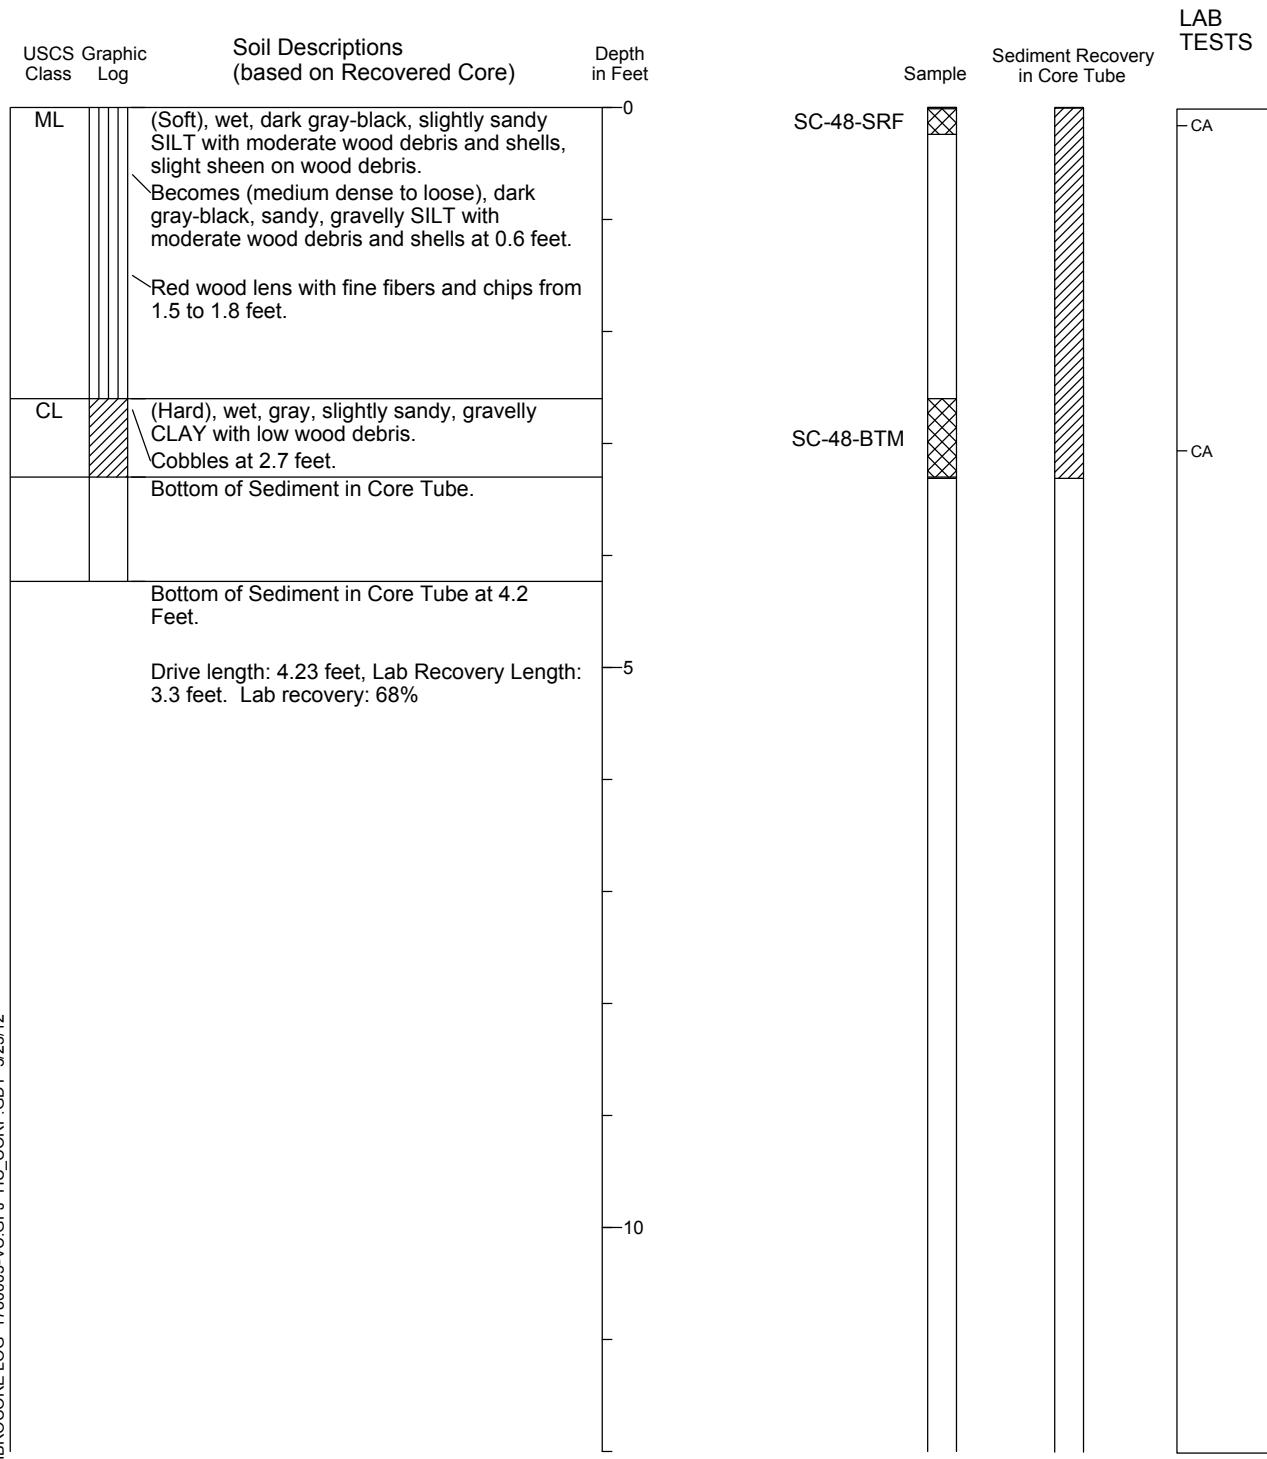 LAB
TESTS
USCS Graphic
Class Log
Soil Descriptions
(based on Recovered Core)
Depth
in Feet
Sample
Sediment Recovery
in Core Tube
0
ML
(Soft), wet, dark gray-black, slightly sandy
SILT with moderate wood debris and shells,
slight sheen on wood debris.
SC-48-SRF
CA
Becomes (medium dense to loose), dark
gray-black, sandy, gravelly SILT with
moderate wood debris and shells at 0.6 feet.
Red wood lens with fine fibers and chips from
1.5 to 1.8 feet.
CL
(Hard), wet, gray, slightly sandy, gravelly
CLAY with low wood debris.
SC-48-BTM
CA
Cobbles at 2.7 feet.
Bottom of Sediment in Core Tube.
Bottom of Sediment in Core Tube at 4.2
Feet.
5
Drive length: 4.23 feet, Lab Recovery Length:
3.3 feet. Lab recovery: 68%
10